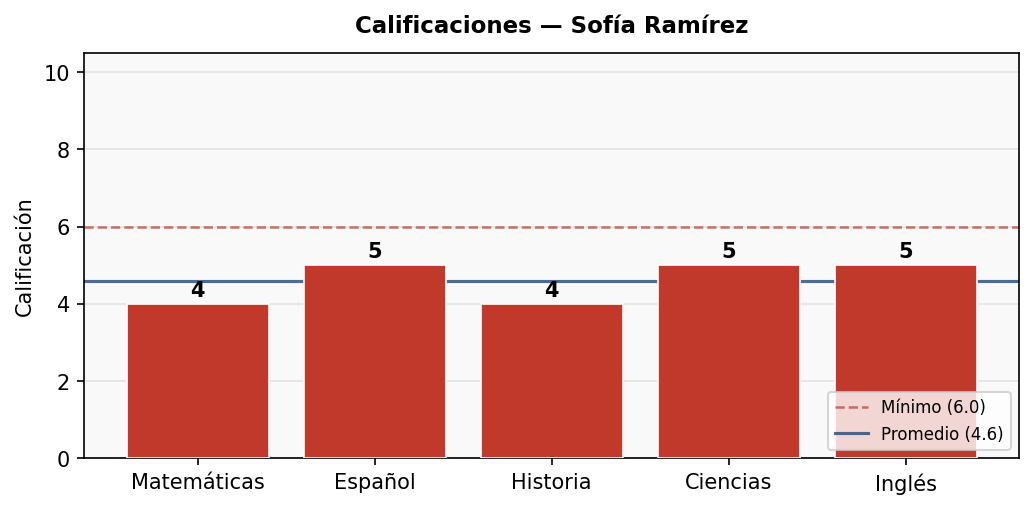 Calificaciones — Sofía Ramírez
Calificación
10
8
6
4
2
0
4
5
4
5
5
Mínimo (6.0)
Promedio (4.6)
Matemáticas
Español
Historia
Ciencias
Inglés